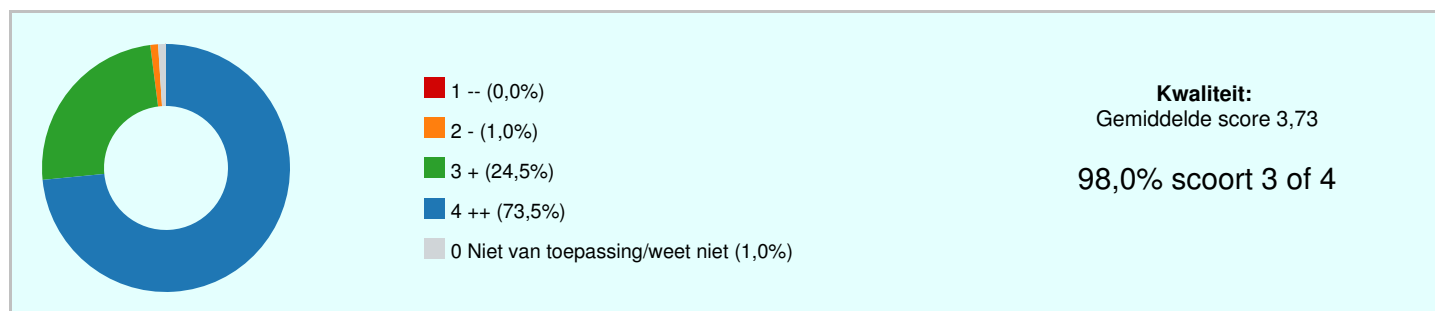 1 -- (0,0%)
2 - (1,0%)
3 + (24,5%)
4 ++ (73,5%)
0 Niet van toepassing/weet niet (1,0%)
Kwaliteit:
Gemiddelde score 3,73
98,0% scoort 3 of 4